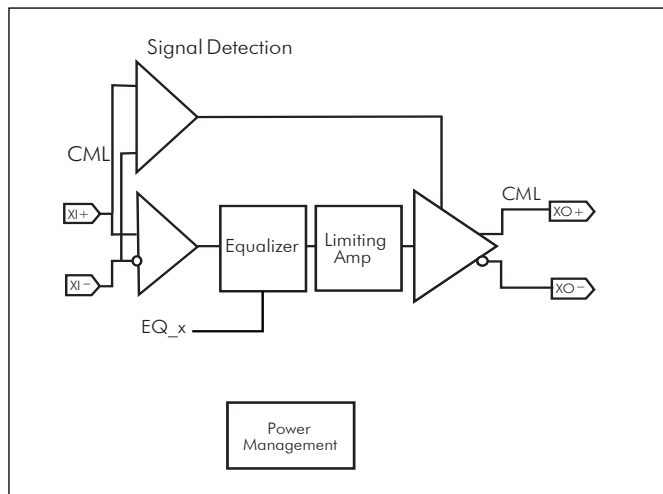 Signal Detection
CML
XI+
XI−
Equalizer
Limiting
Amp
CML
XO+
XO−
EQ_x
Power
Management